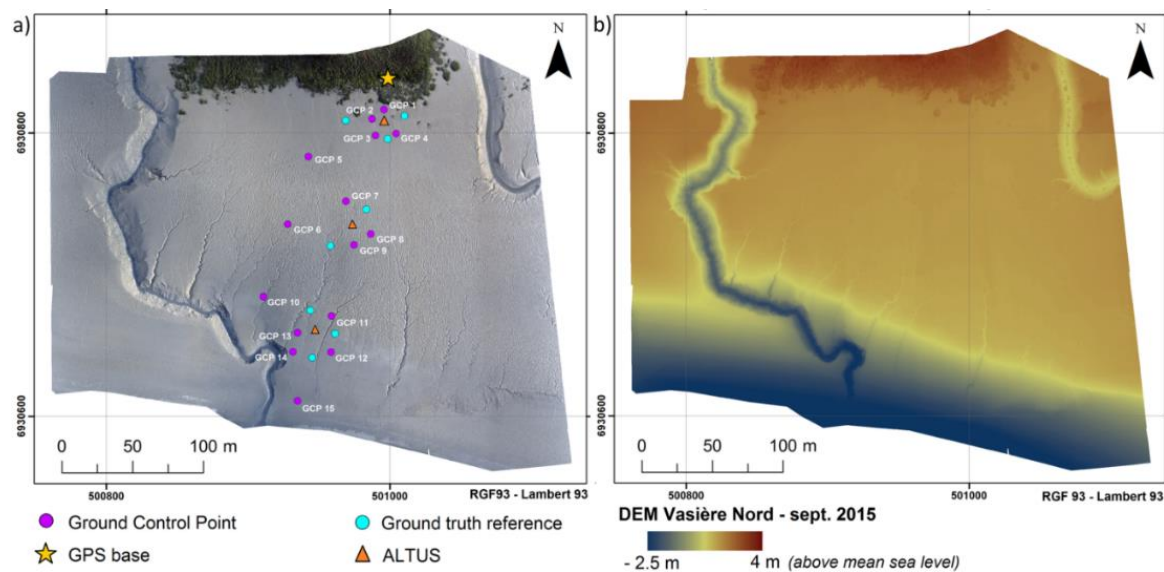 a)
N
GCP 1
GCP 2
GCP 3
GCP 4
GCP 5
GCP 7
GCP 6
GCP 8
GCP 9
GCP 10
GCP 11
GCP 13
GCP 14
GCP 12
GCP 15
6930800
6930600
0 50 100 m
RGF93 - Lambert 93
500800
501000
Ground Control Point
Ground truth reference
GPS base
ALTUS
b)
N
6930800
6930600
0 50 100 m
RGF 93 - Lambert 93
500800
501000
DEM Vasière Nord - sept. 2015
- 2.5 m
4 m (above mean sea level)